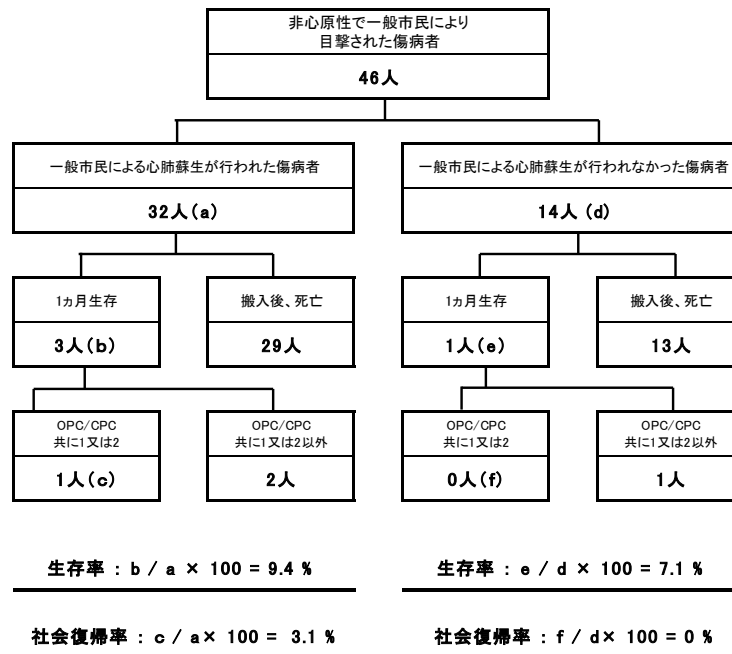 非心原性で一般市民により
目撃された傷病者
46人
一般市民による心肺蘇生が行われた傷病者
32人(a)
一般市民による心肺蘇生が行われなかった傷病者
14人 (d)
1ヵ月生存
3人(b)
搬入後、死亡
29人
1ヵ月生存
1人(e)
搬入後、死亡
13人
OPC/CPC
共に1又は2
1人(c)
OPC/CPC
共に1又は2以外
2人
OPC/CPC
共に1又は2
0人(f)
OPC/CPC
共に1又は2以外
1人
生存率 : b / a × 100 = 9.4 %
生存率 : e / d × 100 = 7.1 %
社会復帰率 : c / a× 100 = 3.1 %
社会復帰率 : f / d× 100 = 0 %